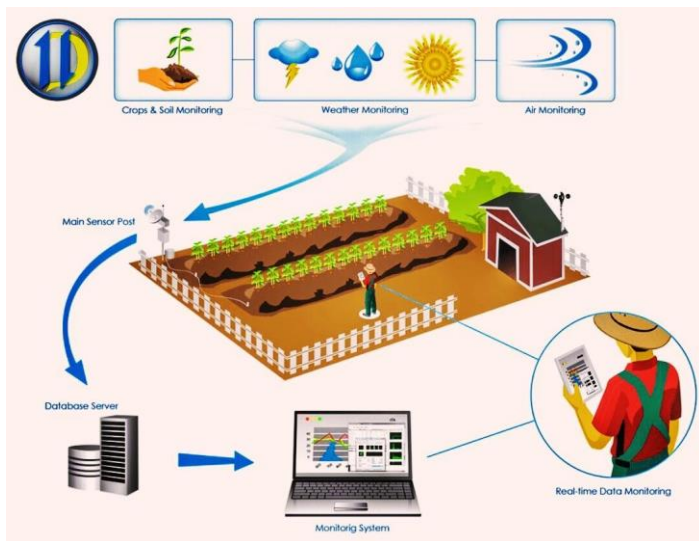 Crops & Soil Monitoring
Weather Monitoring
Air Monitoring
Main Sensor Post
Database Server
Monitorig System
Real-time Data Monitoring